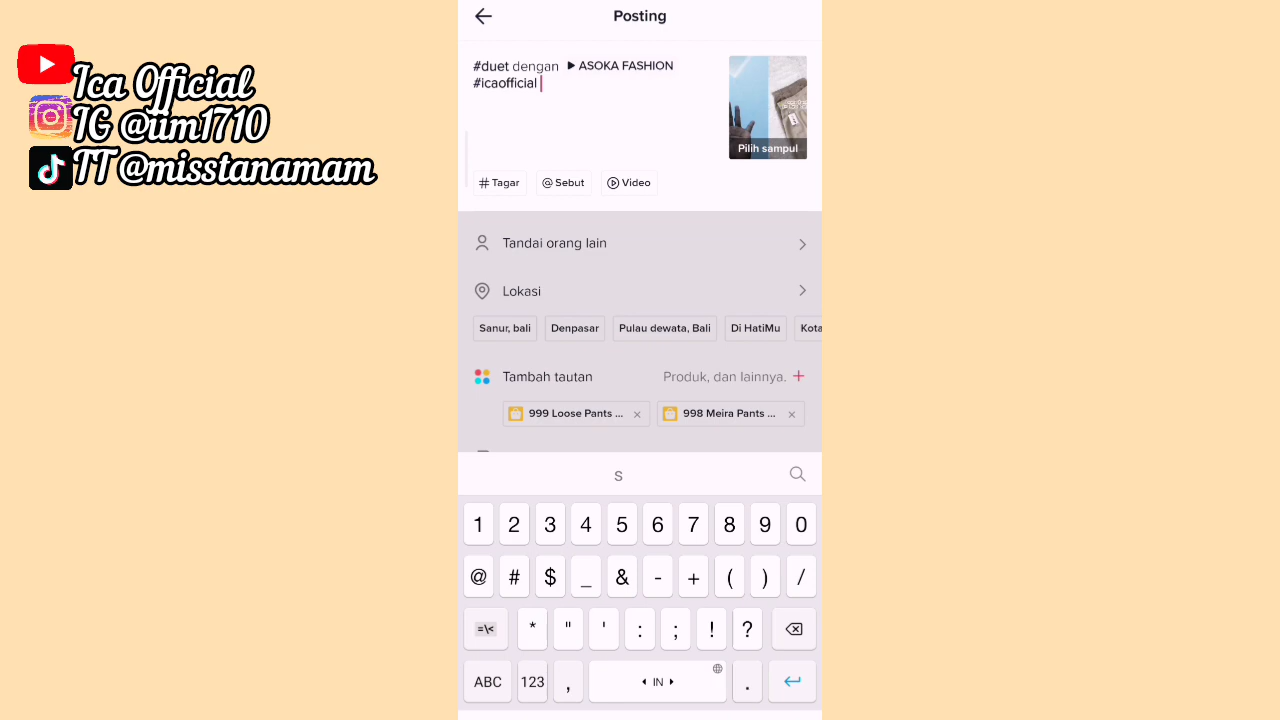 Ica Official
IG @um1710
TT @misstanamam
Posting
#duet dengan ASOKA FASHION
#icaofficial
Pilih sampul
# Tagar @ Sebut Video
Tandai orang lain
Lokasi
Sanur, bali Denpasar Pulau dewata, Bali Di HatiMu Kota
Tambah tautan Produk, dan lainnya. +
999 Loose Pants ... × 998 Meira Pants ... ×
S
1 2 3 4 5 6 7 8 9 0
@ # $ _ & - + ( ) /
=\< * " ' : ; ! ?
ABC 123 , IN .